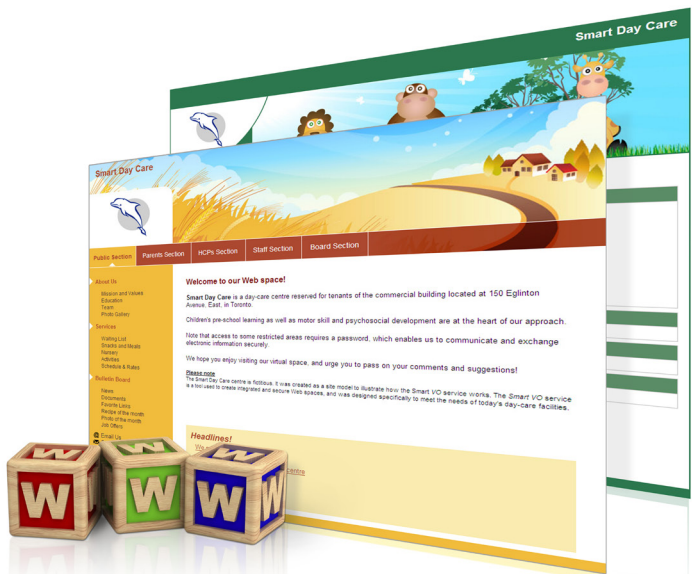 Smart Day Care
Smart Day Care
Public Section
Parents Section
HCPs Section
Staff Section
Board Section
About Us
Mission and Values
Education
Team
Photo Gallery
Services
Waiting List
Snacks and Meals
Nursery
Activities
Schedule & Rates
Bulletin Board
News
Documents
Favorite Links
Recipe of the month
Photo of the month
Job Offers
Email Us
Welcome to our Web space!
Smart Day Care is a day-care centre reserved for tenants of the commercial building located at 150 Eglinton
Avenue. East, in Toronto.
Children's pre-school learning as well as motor skill and psychosocial development are at the heart of our approach.
Note that access to some restricted areas requires a password, which enables us to communicate and exchange
electronic information securely.
We hope you enjoy visiting our virtual space, and urge you to pass on your comments and suggestions!
Please note
The Smart Day Care centre is fictitious. It was created as a site model to illustrate how the Smart VO service works. The Smart VO service
is a tool used to create integrated and secure Web spaces, and was designed specifically to meet the needs of today's day-care facilities.
Headlines!
centre
W
W
W
W